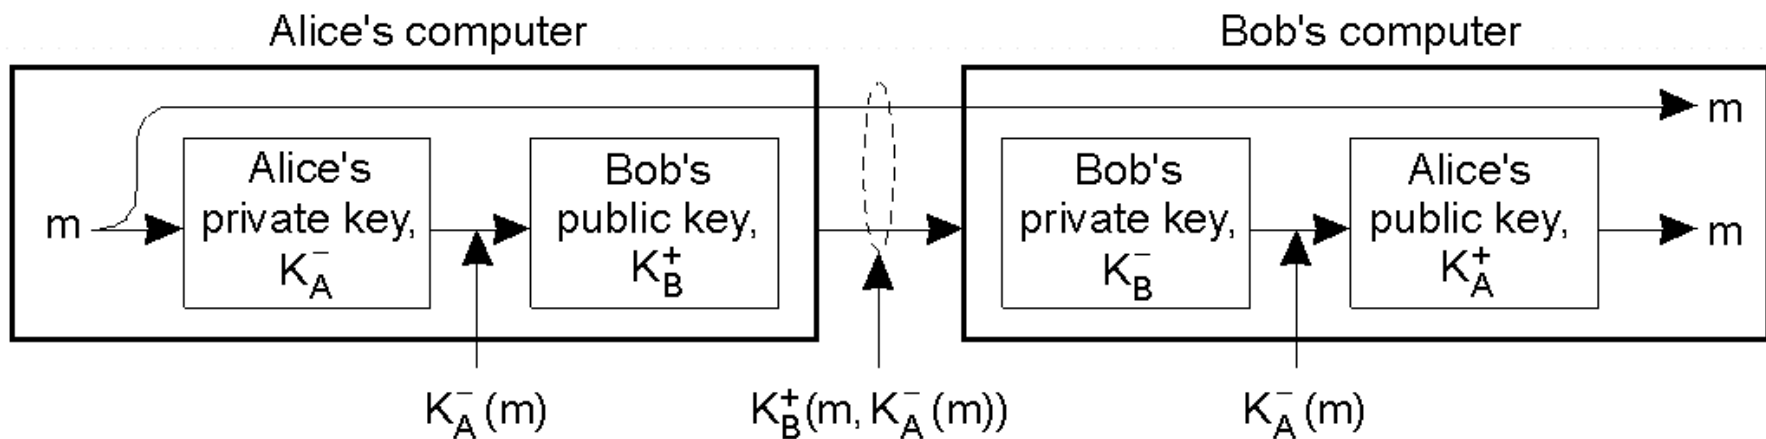 Alice's computer
Bob's computer
m
m
Alice's
private key,
K_A^-
Bob's
public key,
K_B^+
Bob's
private key,
K_B^-
Alice's
public key,
K_A^+
m
K_A^-(m)
K_B^+(m, K_A^-(m))
K_A^-(m)